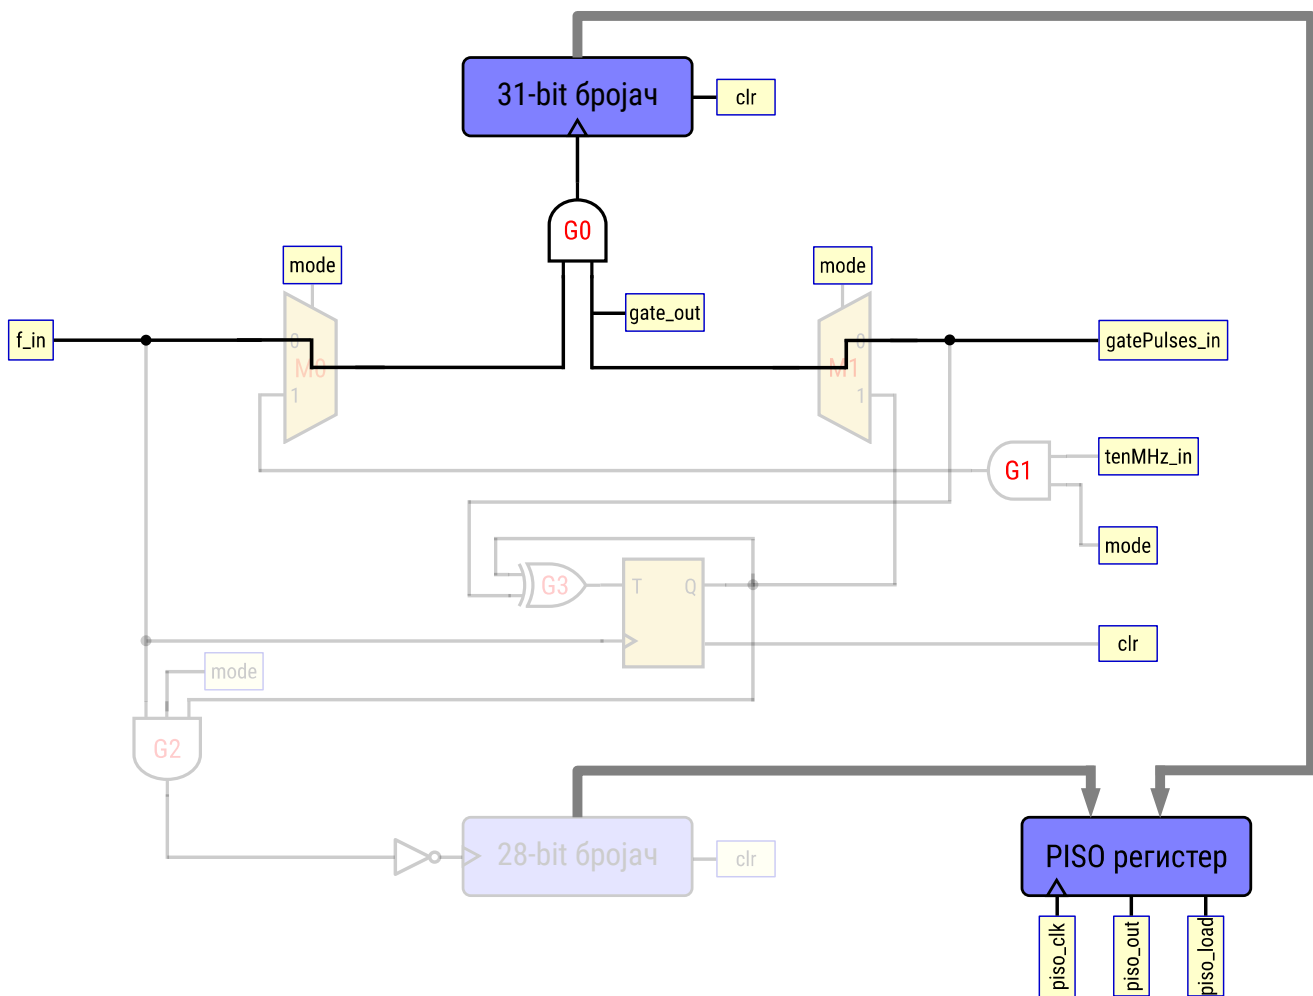 31-bit бројач
clr
G0
mode
mode
gate_out
f_in
0
M0
1
0
M1
1
gatePulses_in
tenMHz_in
G1
mode
G3
T
Q
clr
mode
G2
28-bit бројач
clr
PISO регистер
piso_clk
piso_out
piso_load